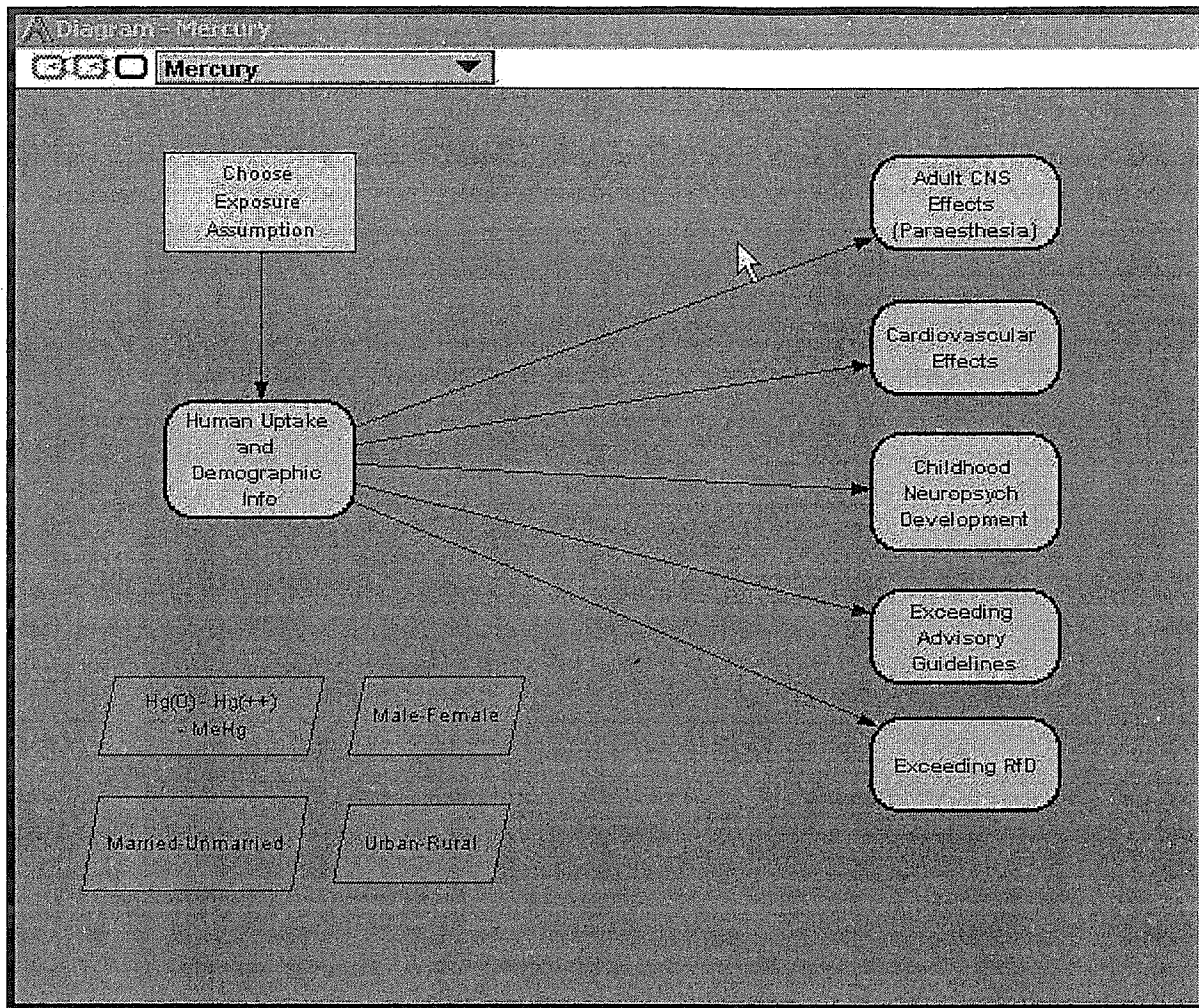 Diagram - Mercury
Mercury
Choose
Exposure
Assumption
Adult CNS
Effects
(Paraesthesia)
Cardiovascular
Effects
Human Uptake
and
Demographic
Info
Childhood
Neuropsych
Development
Exceeding
Advisory
Guidelines
Hg(0) - Hg(++)
- MeHg
Male-Female
Exceeding RfD
Married-Unmarried
Urban-Rural